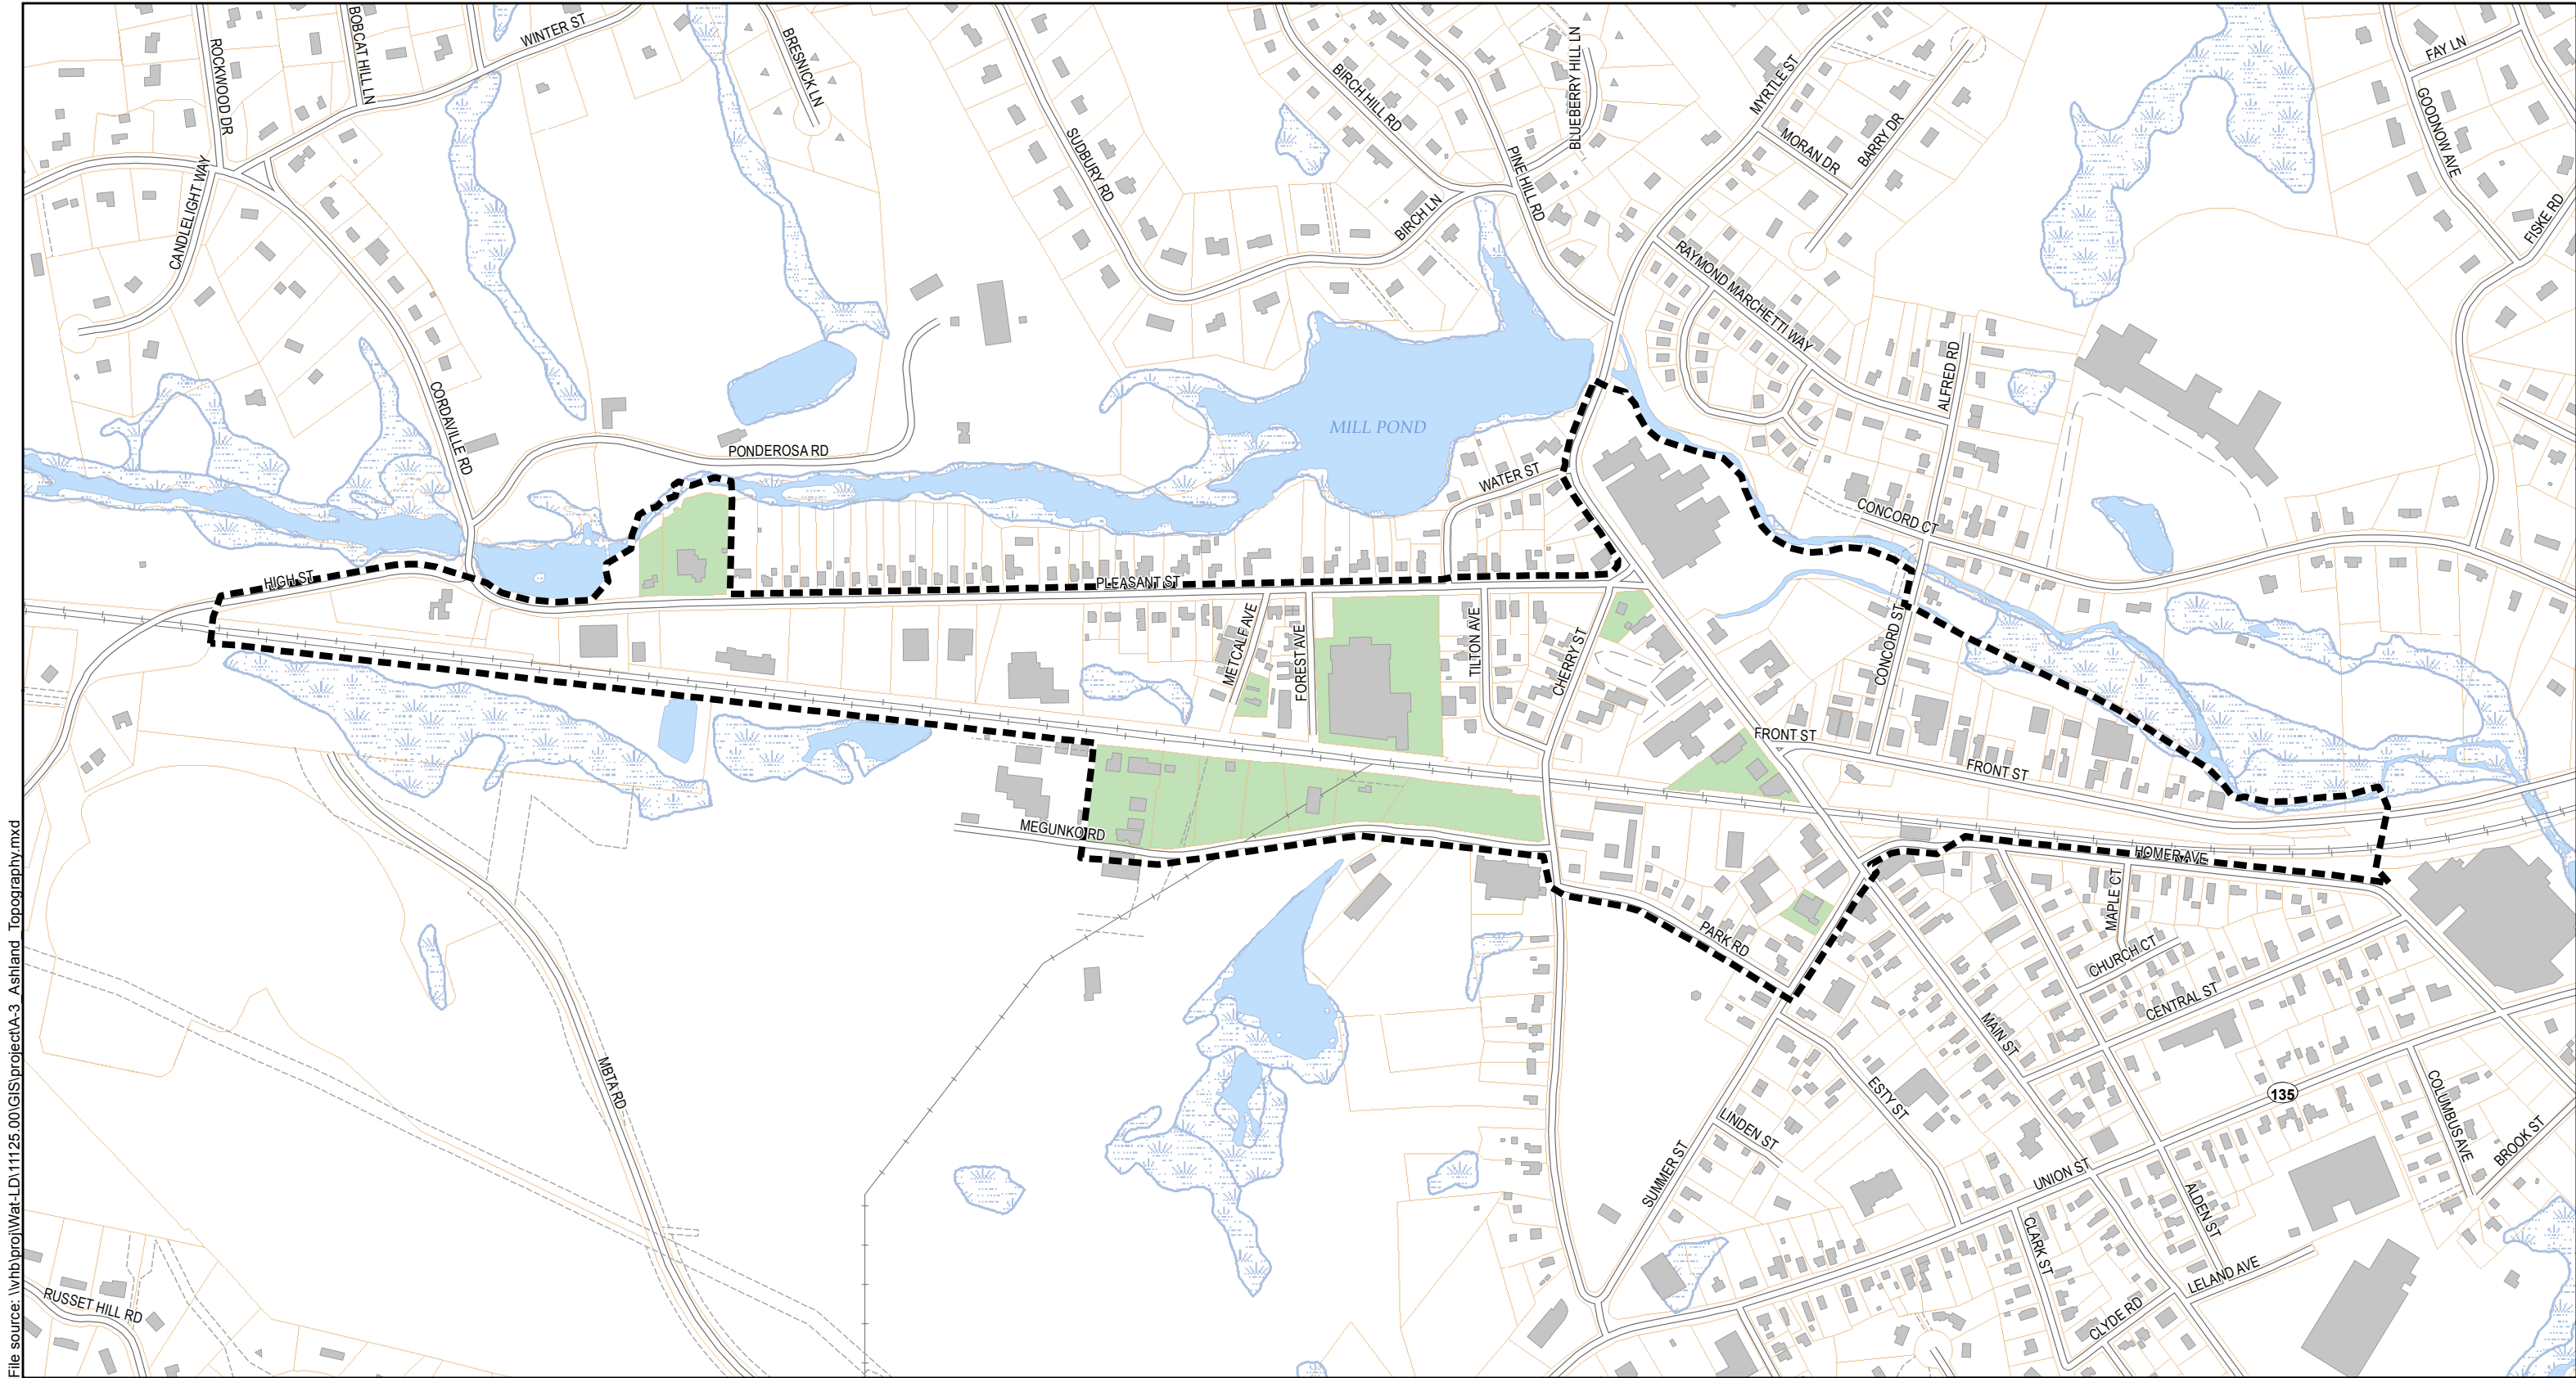 BOBCAT HILL LN
WINTER ST
ROCKWOOD DR
BRESNICK LN
BLUEBERRY HILL LN
FAY LN
BIRCH HILL RD
MYRTLE ST
GOODNOW AVE
MORAN DR
BARRY DR
SUDBURY RD
PINE HILL RD
CANDLELIGHT WAY
BIRCH LN
FISKE RD
RAYMOND MARCHETTI WAY
ALFRED RD
CORDAVILLE RD
MILL POND
PONDEROSA RD
WATER ST
CONCORD CT
HIGH ST
PLEASANT ST
METCALF AVE
FOREST AVE
TILTON AVE
CHERRY ST
CONCORD ST
FRONT ST
FRONT ST
MEGUNKO RD
HOMER AVE
MAPLE CT
PARK RD
CHURCH CT
CENTRAL ST
MAIN ST
MBTA RD
ESTY ST
135
COLUMBUS AVE
LINDEN ST
BROOK ST
SUMMER ST
UNION ST
ALDEN ST
CLARK ST
LELAND AVE
RUSSET HILL RD
CLYDE RD
File source: \\vhb\proj\Wat-LD\11125.00\GIS\project\A-3_Ashland_Topography.mxd